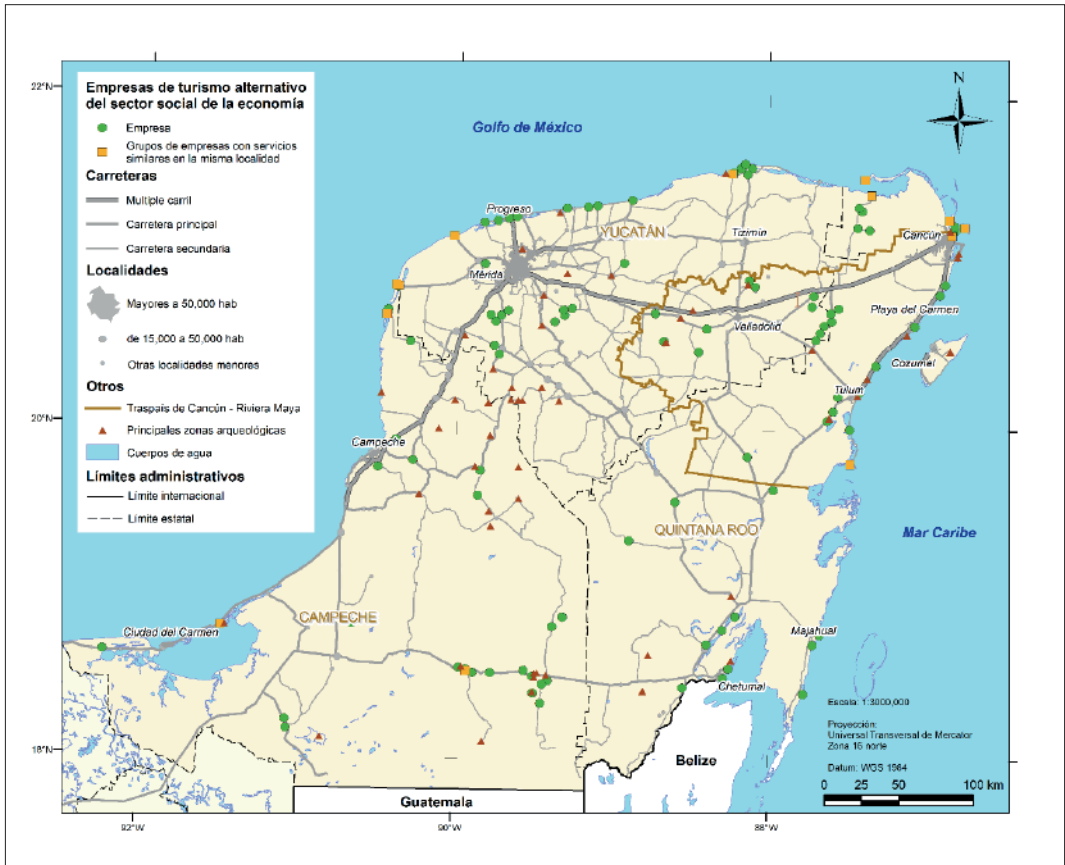 22°N
20°N
18°N
92°W
90°W
88°W
Empresas de turismo alternativo
del sector social de la economía
Empresa
Grupos de empresas con servicios
similares en la misma localidad
Carreteras
Multiple carril
Carretera principal
Carretera secundaria
Localidades
Mayores a 50,000 hab
de 15,000 a 50,000 hab
Otras localidades menores
Otros
Traspaís de Cancún - Riviera Maya
Principales zonas arqueológicas
Cuerpos de agua
Límites administrativos
Límite internacional
Límite estatal
N
Golfo de México
Progreso
YUCATÁN
Tizimín
Cancún
Mérida
Valladolid
Playa del Carmen
Cozumel
Tulum
Campeche
QUINTANA ROO
Mar Caribe
CAMPECHE
Ciudad del Carmen
Majahual
Chetumal
Belize
Guatemala
Escala: 1:3000,000
Proyección:
Universal Transversal de Mercator
Zona 16 norte
Datum: WGS 1984
0 25 50 100 km